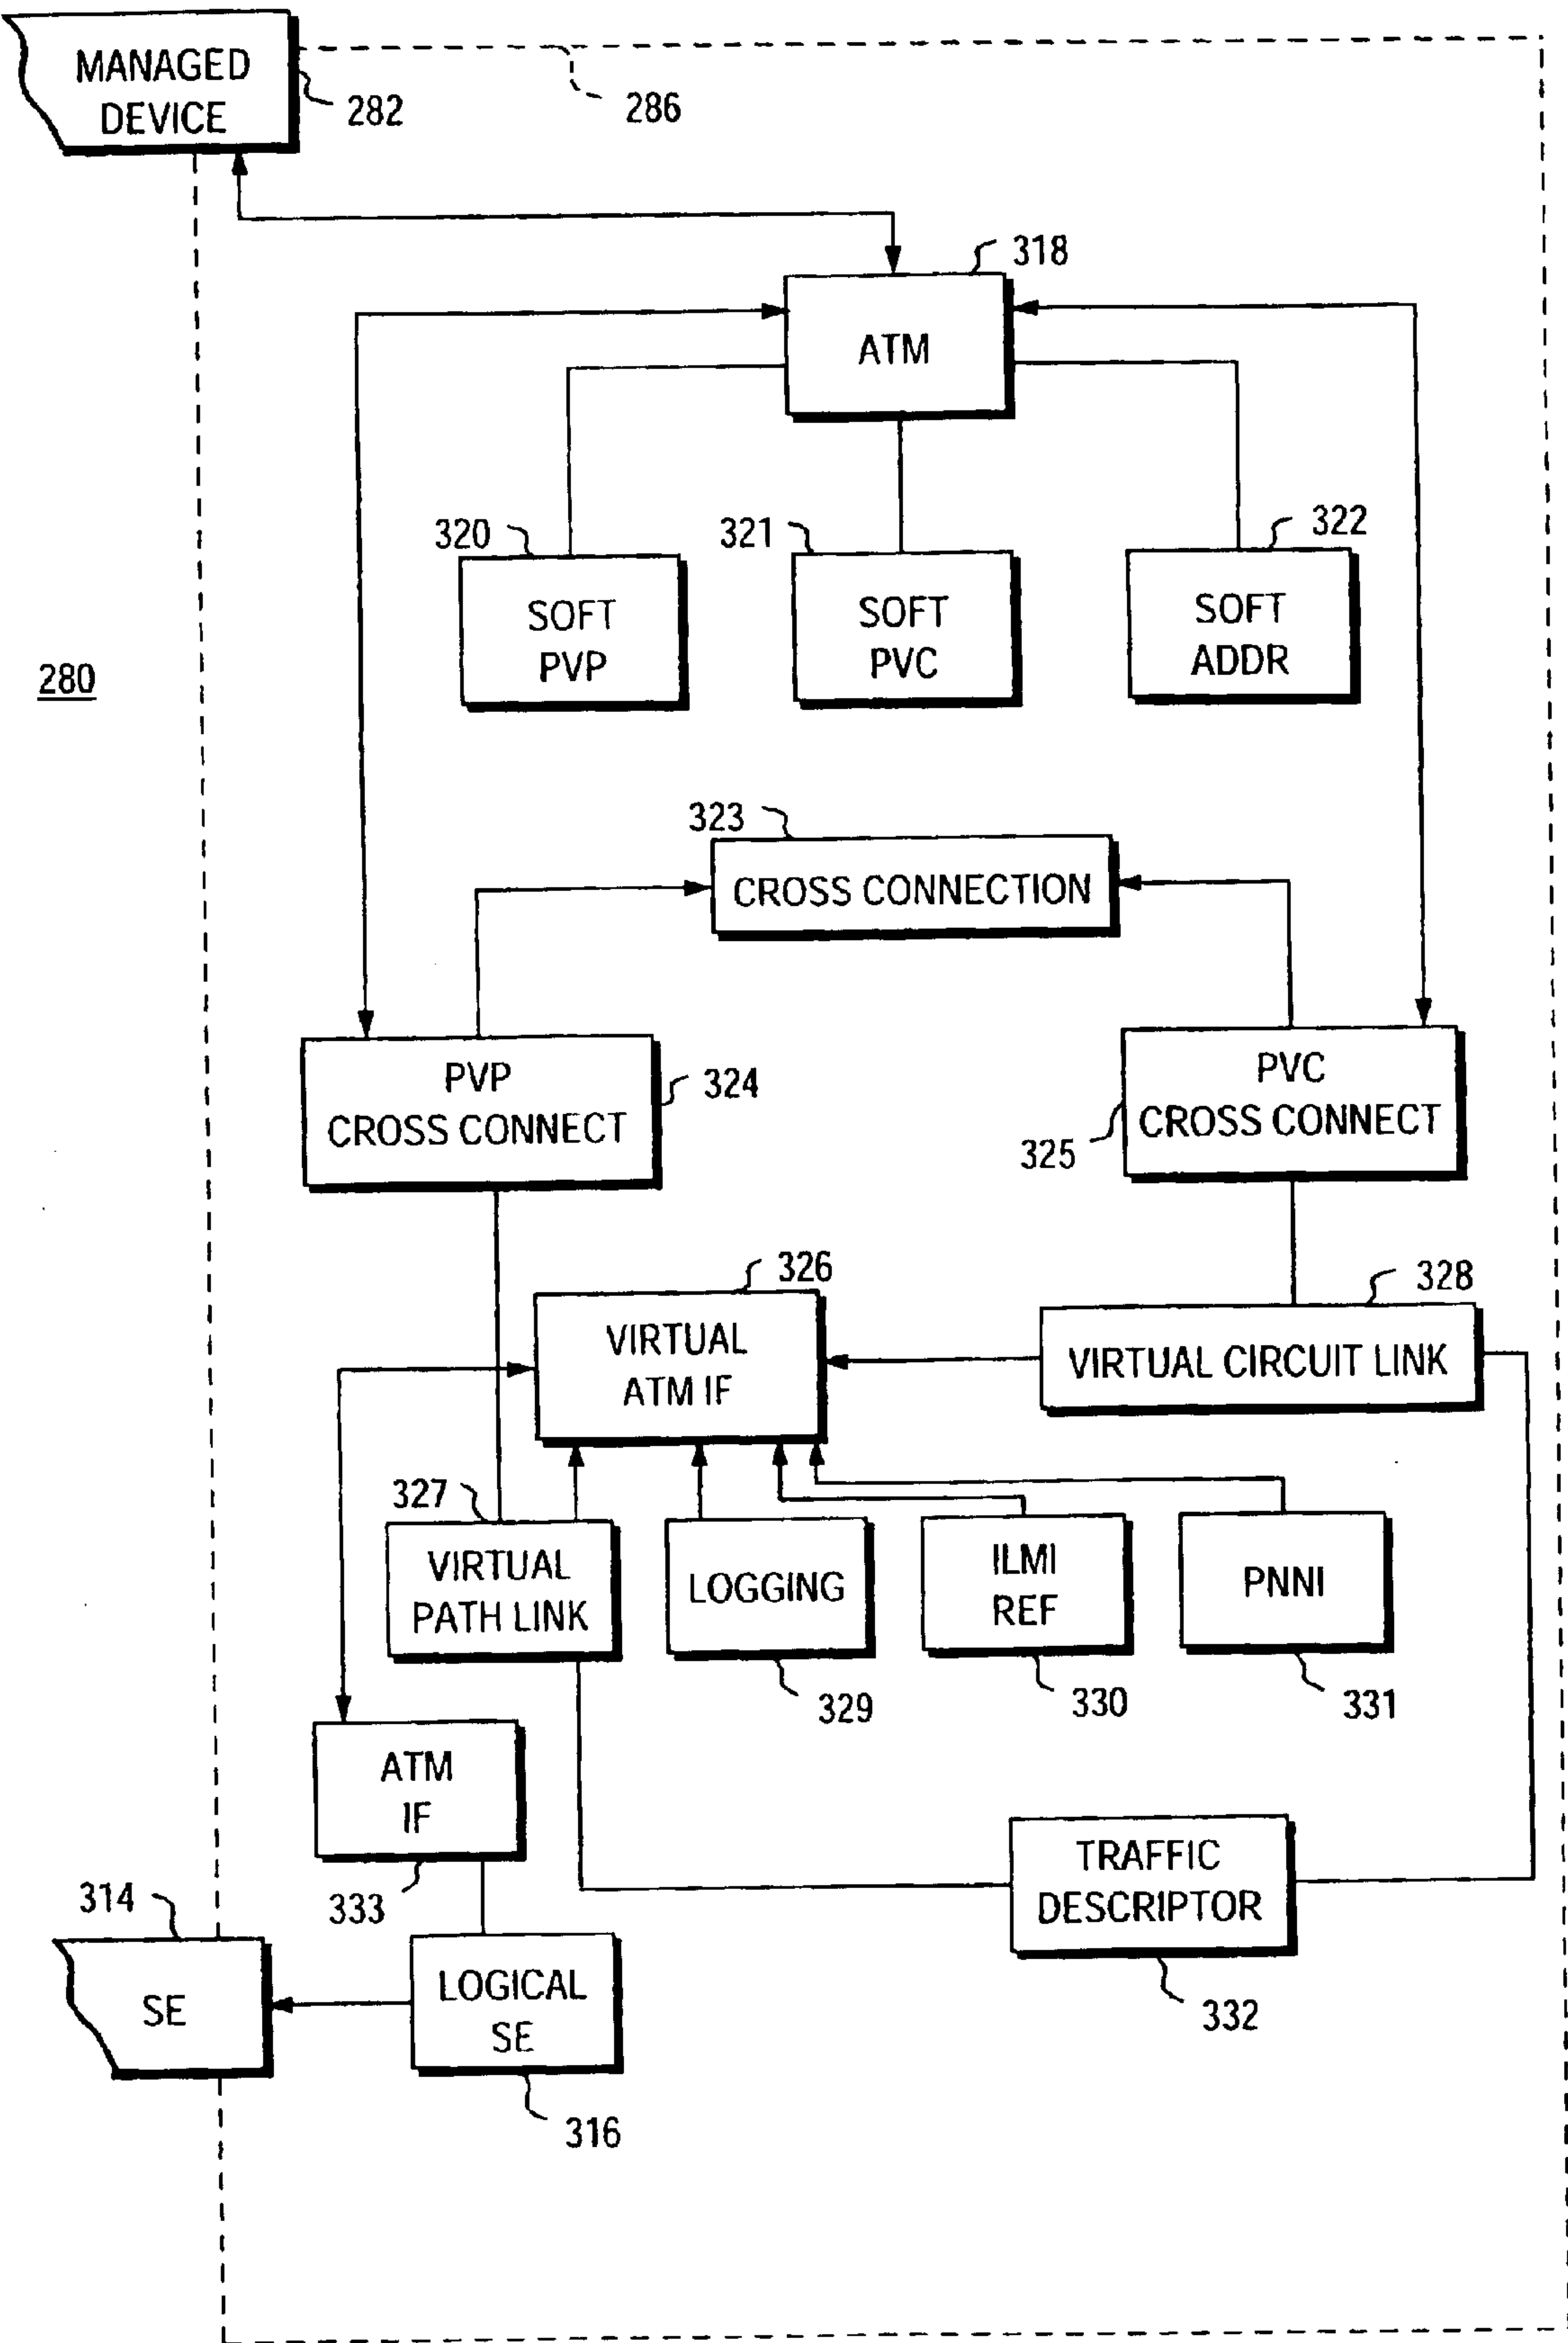 MANAGED
DEVICE
282
286
318
ATM
320
321
322
SOFT
PVP
SOFT
PVC
SOFT
ADDR
280
323
CROSS CONNECTION
PVP
CROSS CONNECT
324
PVC
CROSS CONNECT
325
326
VIRTUAL
ATM IF
328
VIRTUAL CIRCUIT LINK
327
VIRTUAL
PATH LINK
LOGGING
ILMI
REF
PNNI
329
330
331
ATM
IF
333
TRAFFIC
DESCRIPTOR
332
314
SE
LOGICAL
SE
316